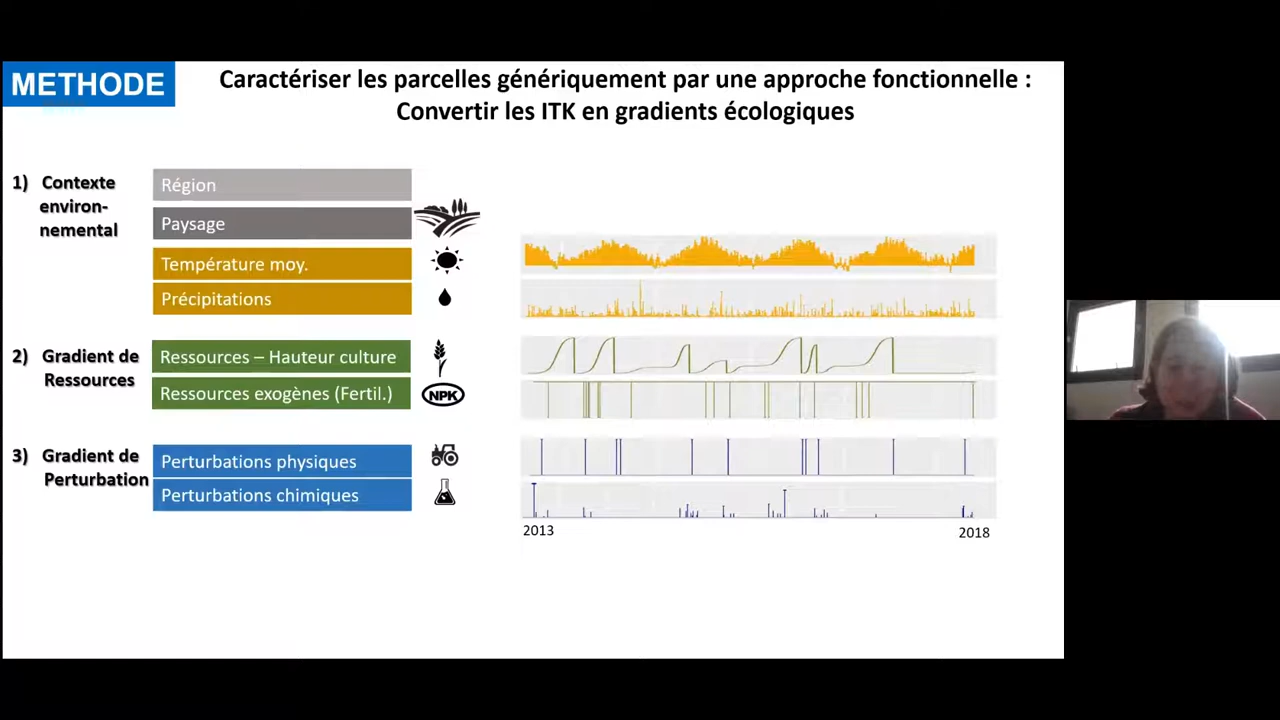 METHODE
Caractériser les parcelles génériquement par une approche fonctionnelle :
Convertir les ITK en gradients écologiques
1) Contexte
environ-
nemental
Région
Paysage
Température moy.
Précipitations
2) Gradient de
Ressources
Ressources – Hauteur culture
Ressources exogènes (Fertil.)
NPK
3) Gradient de
Perturbation
Perturbations physiques
Perturbations chimiques
2013
2018